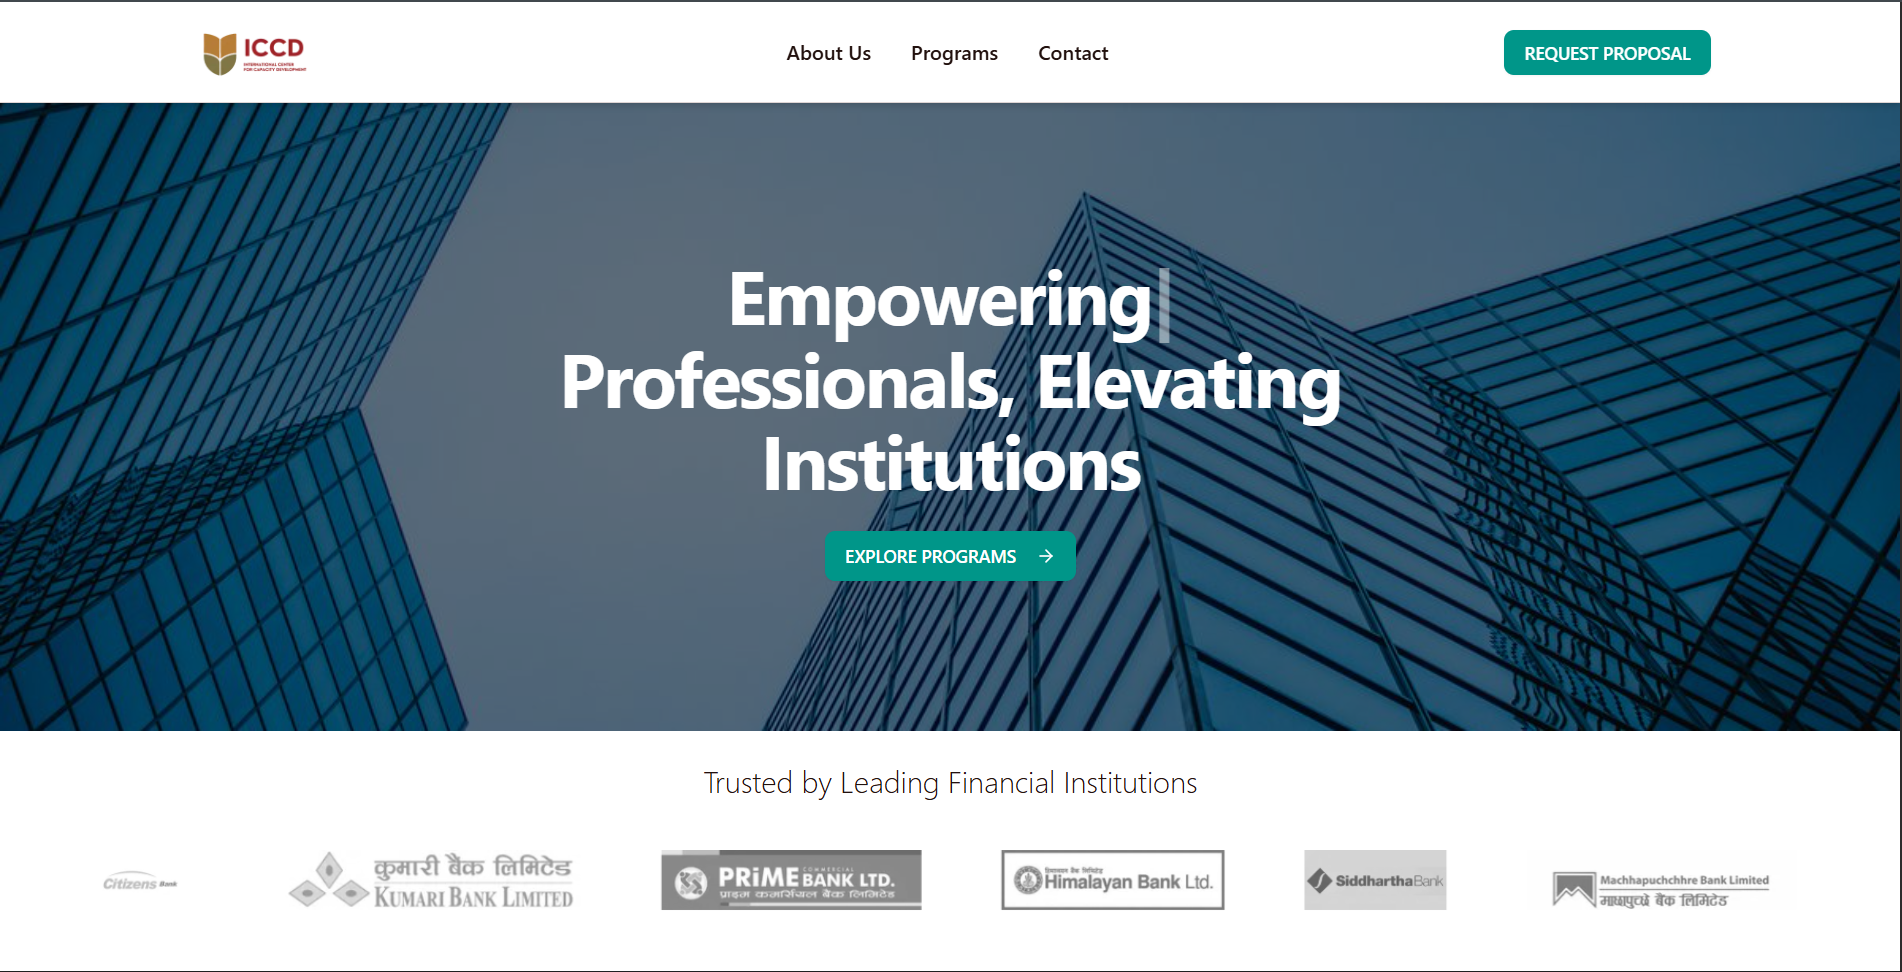 ICCD
INTERNATIONAL CENTER
FOR CAPACITY DEVELOPMENT
About Us
Programs
Contact
REQUEST PROPOSAL
Empowering
Professionals, Elevating
Institutions
EXPLORE PROGRAMS
Trusted by Leading Financial Institutions
Citizens Bank
कुमारी बैंक लिमिटेड
KUMARI BANK LIMITED
COMMERCIAL
PRIME BANK LTD.
प्राइम कमर्सियल बैंक लिमिटेड
हिमालयन बैंक लिमिटेड
Himalayan Bank Ltd.
SiddharthaBank
Machhapuchchhre Bank Limited
माछापुच्छ्रे बैंक लिमिटेड